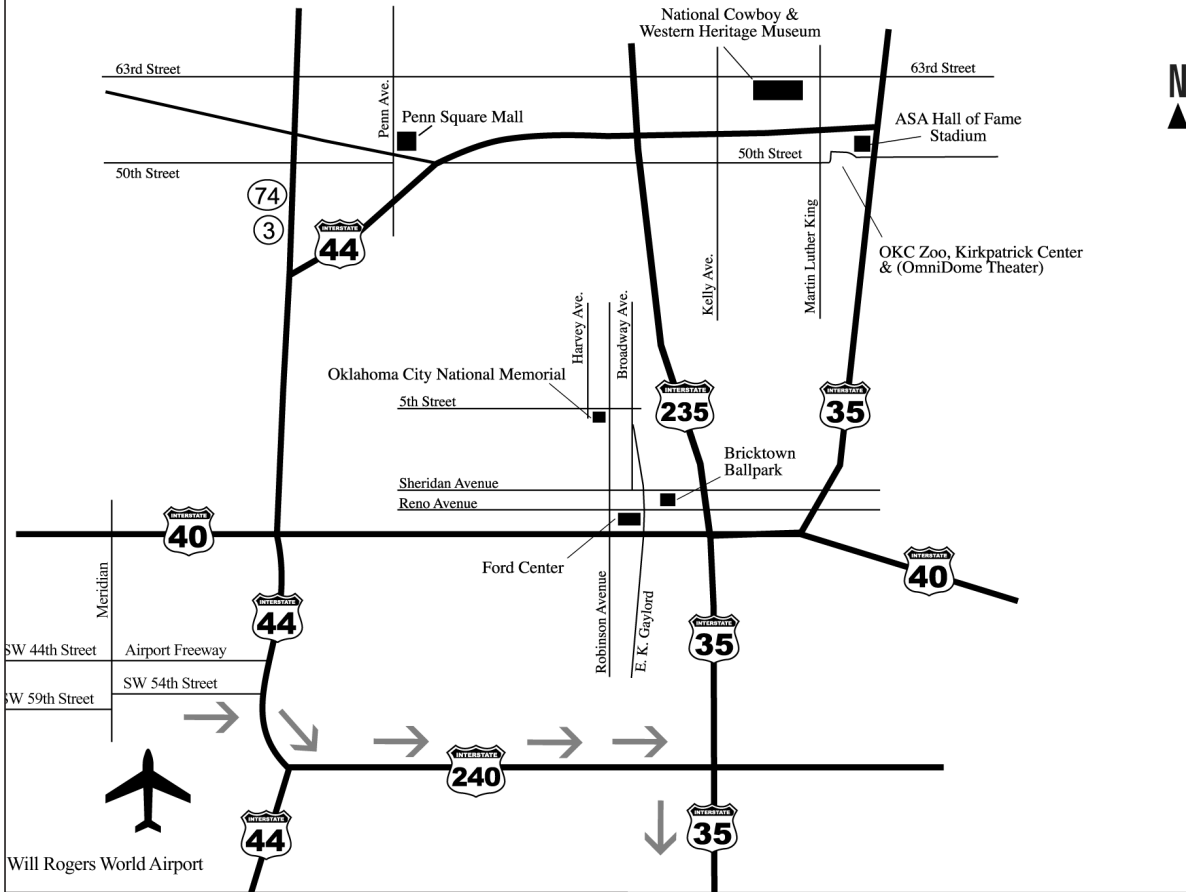 National Cowboy &
Western Heritage Museum
N
63rd Street
63rd Street
Penn Ave.
Penn Square Mall
ASA Hall of Fame
Stadium
50th Street
50th Street
74
3
INTERSTATE
44
Kelly Ave.
Martin Luther King
OKC Zoo, Kirkpatrick Center
& (OmniDome Theater)
Harvey Ave.
Broadway Ave.
Oklahoma City National Memorial
5th Street
INTERSTATE
235
INTERSTATE
35
Bricktown
Ballpark
Sheridan Avenue
Reno Avenue
INTERSTATE
40
Ford Center
INTERSTATE
40
Meridian
INTERSTATE
44
Robinson Avenue
E. K. Gaylord
INTERSTATE
35
SW 44th Street
Airport Freeway
SW 54th Street
SW 59th Street
INTERSTATE
240
INTERSTATE
44
INTERSTATE
35
Will Rogers World Airport